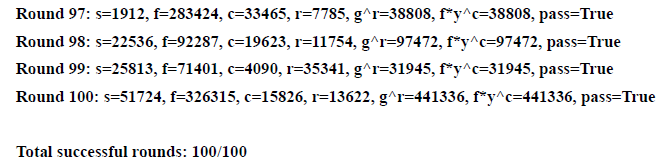 Round 97: s=1912, f=283424, c=33465, r=7785, g^r=38808, f*y^c=38808, pass=True
Round 98: s=22536, f=92287, c=19623, r=11754, g^r=97472, f*y^c=97472, pass=True
Round 99: s=25813, f=71401, c=4090, r=35341, g^r=31945, f*y^c=31945, pass=True
Round 100: s=51724, f=326315, c=15826, r=13622, g^r=441336, f*y^c=441336, pass=True
Total successful rounds: 100/100